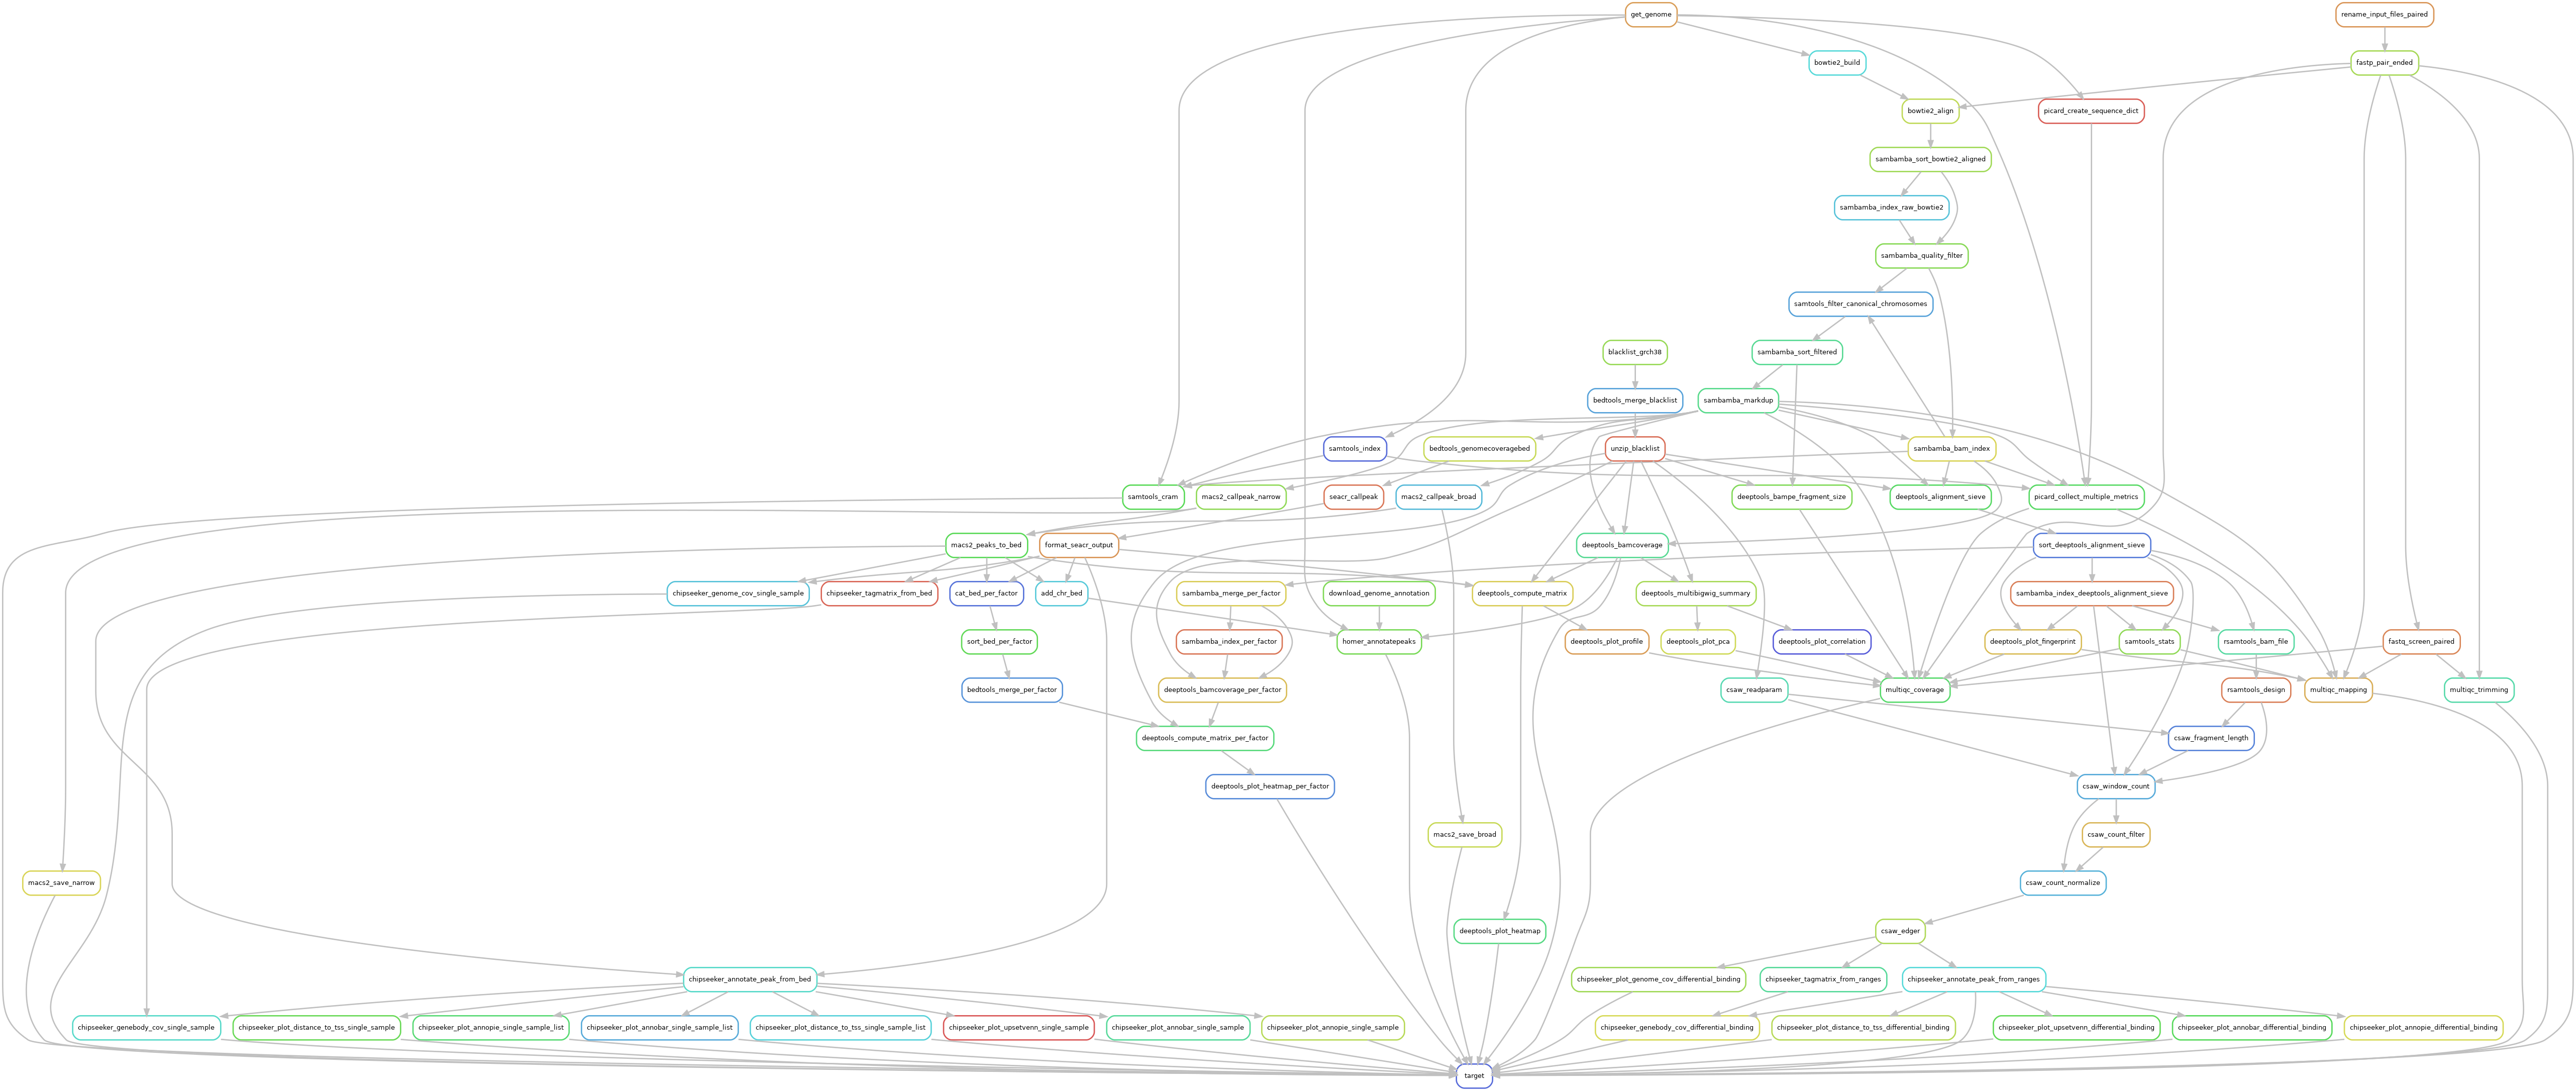 get_genome
rename_input_files_paired
bowtie2_build
fastp_pair_ended
bowtie2_align
picard_create_sequence_dict
sambamba_sort_bowtie2_aligned
sambamba_index_raw_bowtie2
sambamba_quality_filter
samtools_filter_canonical_chromosomes
blacklist_grch38
sambamba_sort_filtered
bedtools_merge_blacklist
sambamba_markdup
samtools_index
bedtools_genomecoveragebed
unzip_blacklist
sambamba_bam_index
samtools_cram
macs2_callpeak_narrow
seacr_callpeak
macs2_callpeak_broad
deeptools_bampe_fragment_size
deeptools_alignment_sieve
picard_collect_multiple_metrics
macs2_peaks_to_bed
format_seacr_output
deeptools_bamcoverage
sort_deeptools_alignment_sieve
chipseeker_genome_cov_single_sample
chipseeker_tagmatrix_from_bed
cat_bed_per_factor
add_chr_bed
sambamba_merge_per_factor
download_genome_annotation
deeptools_compute_matrix
deeptools_multibigwig_summary
sambamba_index_deeptools_alignment_sieve
sort_bed_per_factor
sambamba_index_per_factor
homer_annotatepeaks
deeptools_plot_profile
deeptools_plot_pca
deeptools_plot_correlation
deeptools_plot_fingerprint
samtools_stats
rsamtools_bam_file
fastq_screen_paired
bedtools_merge_per_factor
deeptools_bamcoverage_per_factor
csaw_readparam
multiqc_coverage
rsamtools_design
multiqc_mapping
multiqc_trimming
deeptools_compute_matrix_per_factor
csaw_fragment_length
deeptools_plot_heatmap_per_factor
csaw_window_count
macs2_save_broad
csaw_count_filter
macs2_save_narrow
csaw_count_normalize
deeptools_plot_heatmap
csaw_edger
chipseeker_annotate_peak_from_bed
chipseeker_plot_genome_cov_differential_binding
chipseeker_tagmatrix_from_ranges
chipseeker_annotate_peak_from_ranges
chipseeker_genebody_cov_single_sample
chipseeker_plot_distance_to_tss_single_sample
chipseeker_plot_annopie_single_sample_list
chipseeker_plot_annobar_single_sample_list
chipseeker_plot_distance_to_tss_single_sample_list
chipseeker_plot_upsetvenn_single_sample
chipseeker_plot_annobar_single_sample
chipseeker_plot_annopie_single_sample
chipseeker_genebody_cov_differential_binding
chipseeker_plot_distance_to_tss_differential_binding
chipseeker_plot_upsetvenn_differential_binding
chipseeker_plot_annobar_differential_binding
chipseeker_plot_annopie_differential_binding
target